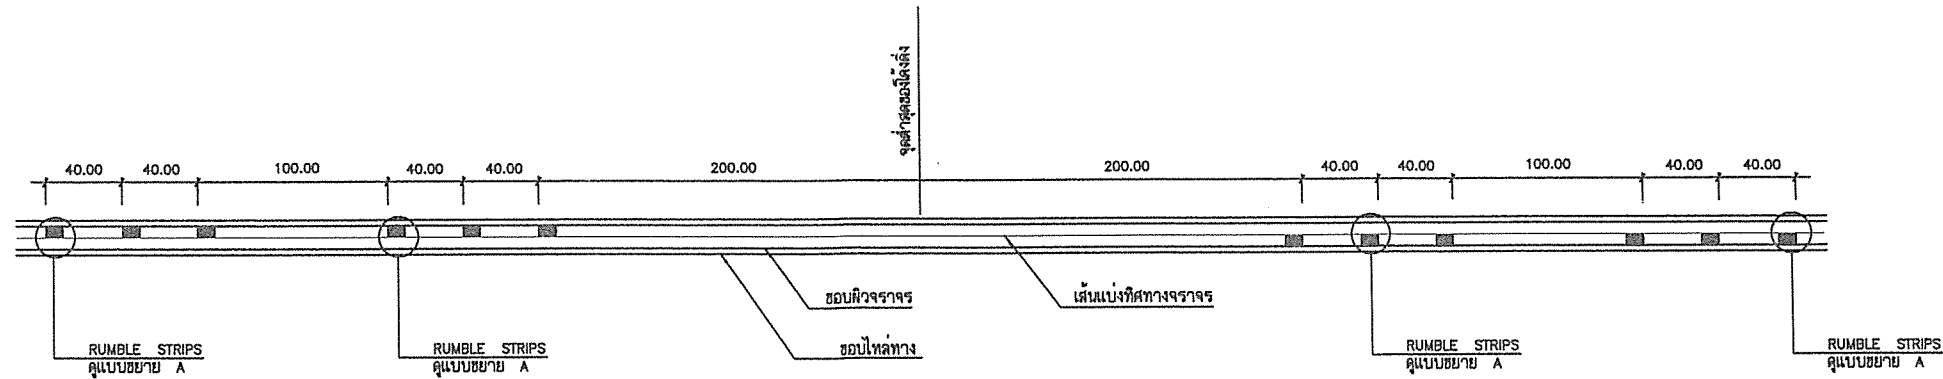 จุดต่ำสุดของโค้งดิ่ง
40.00 40.00 100.00 40.00 40.00 200.00 200.00 40.00 40.00 100.00 40.00 40.00
ขอบผิวจราจร
เส้นแบ่งทิศทางจราจร
ขอบไหล่ทาง
RUMBLE STRIPS
ดูแบบขยาย A
RUMBLE STRIPS
ดูแบบขยาย A
RUMBLE STRIPS
ดูแบบขยาย A
RUMBLE STRIPS
ดูแบบขยาย A